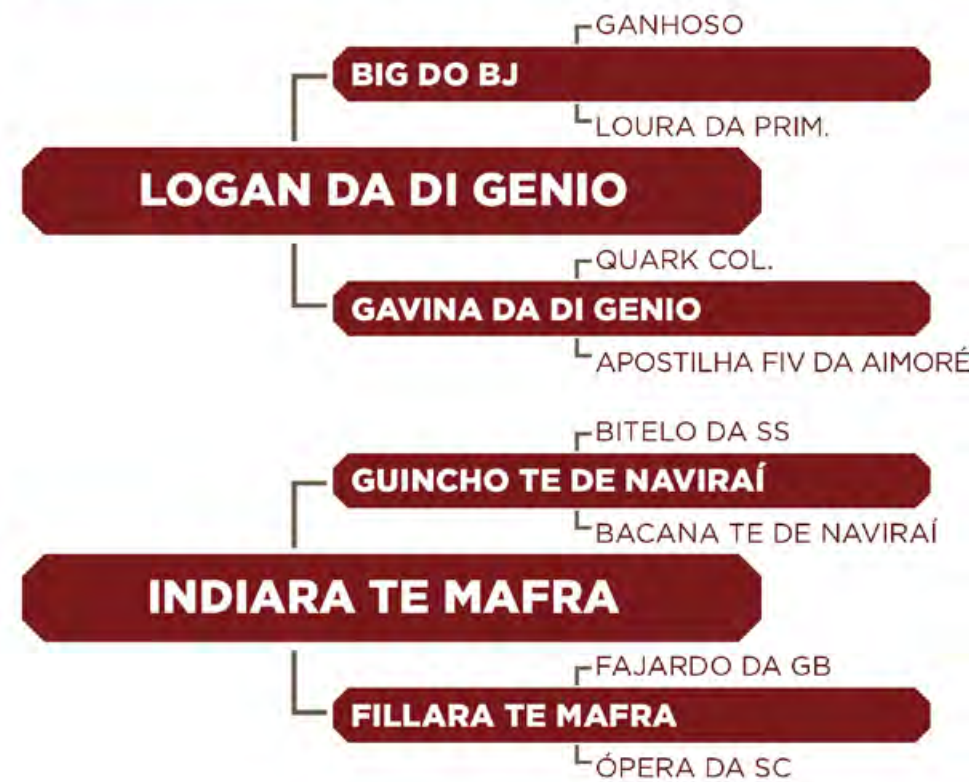 GANHOSO
BIG DO BJ
LOURA DA PRIM.
LOGAN DA DI GENIO
QUARK COL.
GAVINA DA DI GENIO
APOSTILHA FIV DA AIMORÉ
BITELO DA SS
GUINCHO TE DE NAVIRAÍ
BACANA TE DE NAVIRAÍ
INDIARA TE MAFRA
FAJARDO DA GB
FILLARA TE MAFRA
ÓPERA DA SC